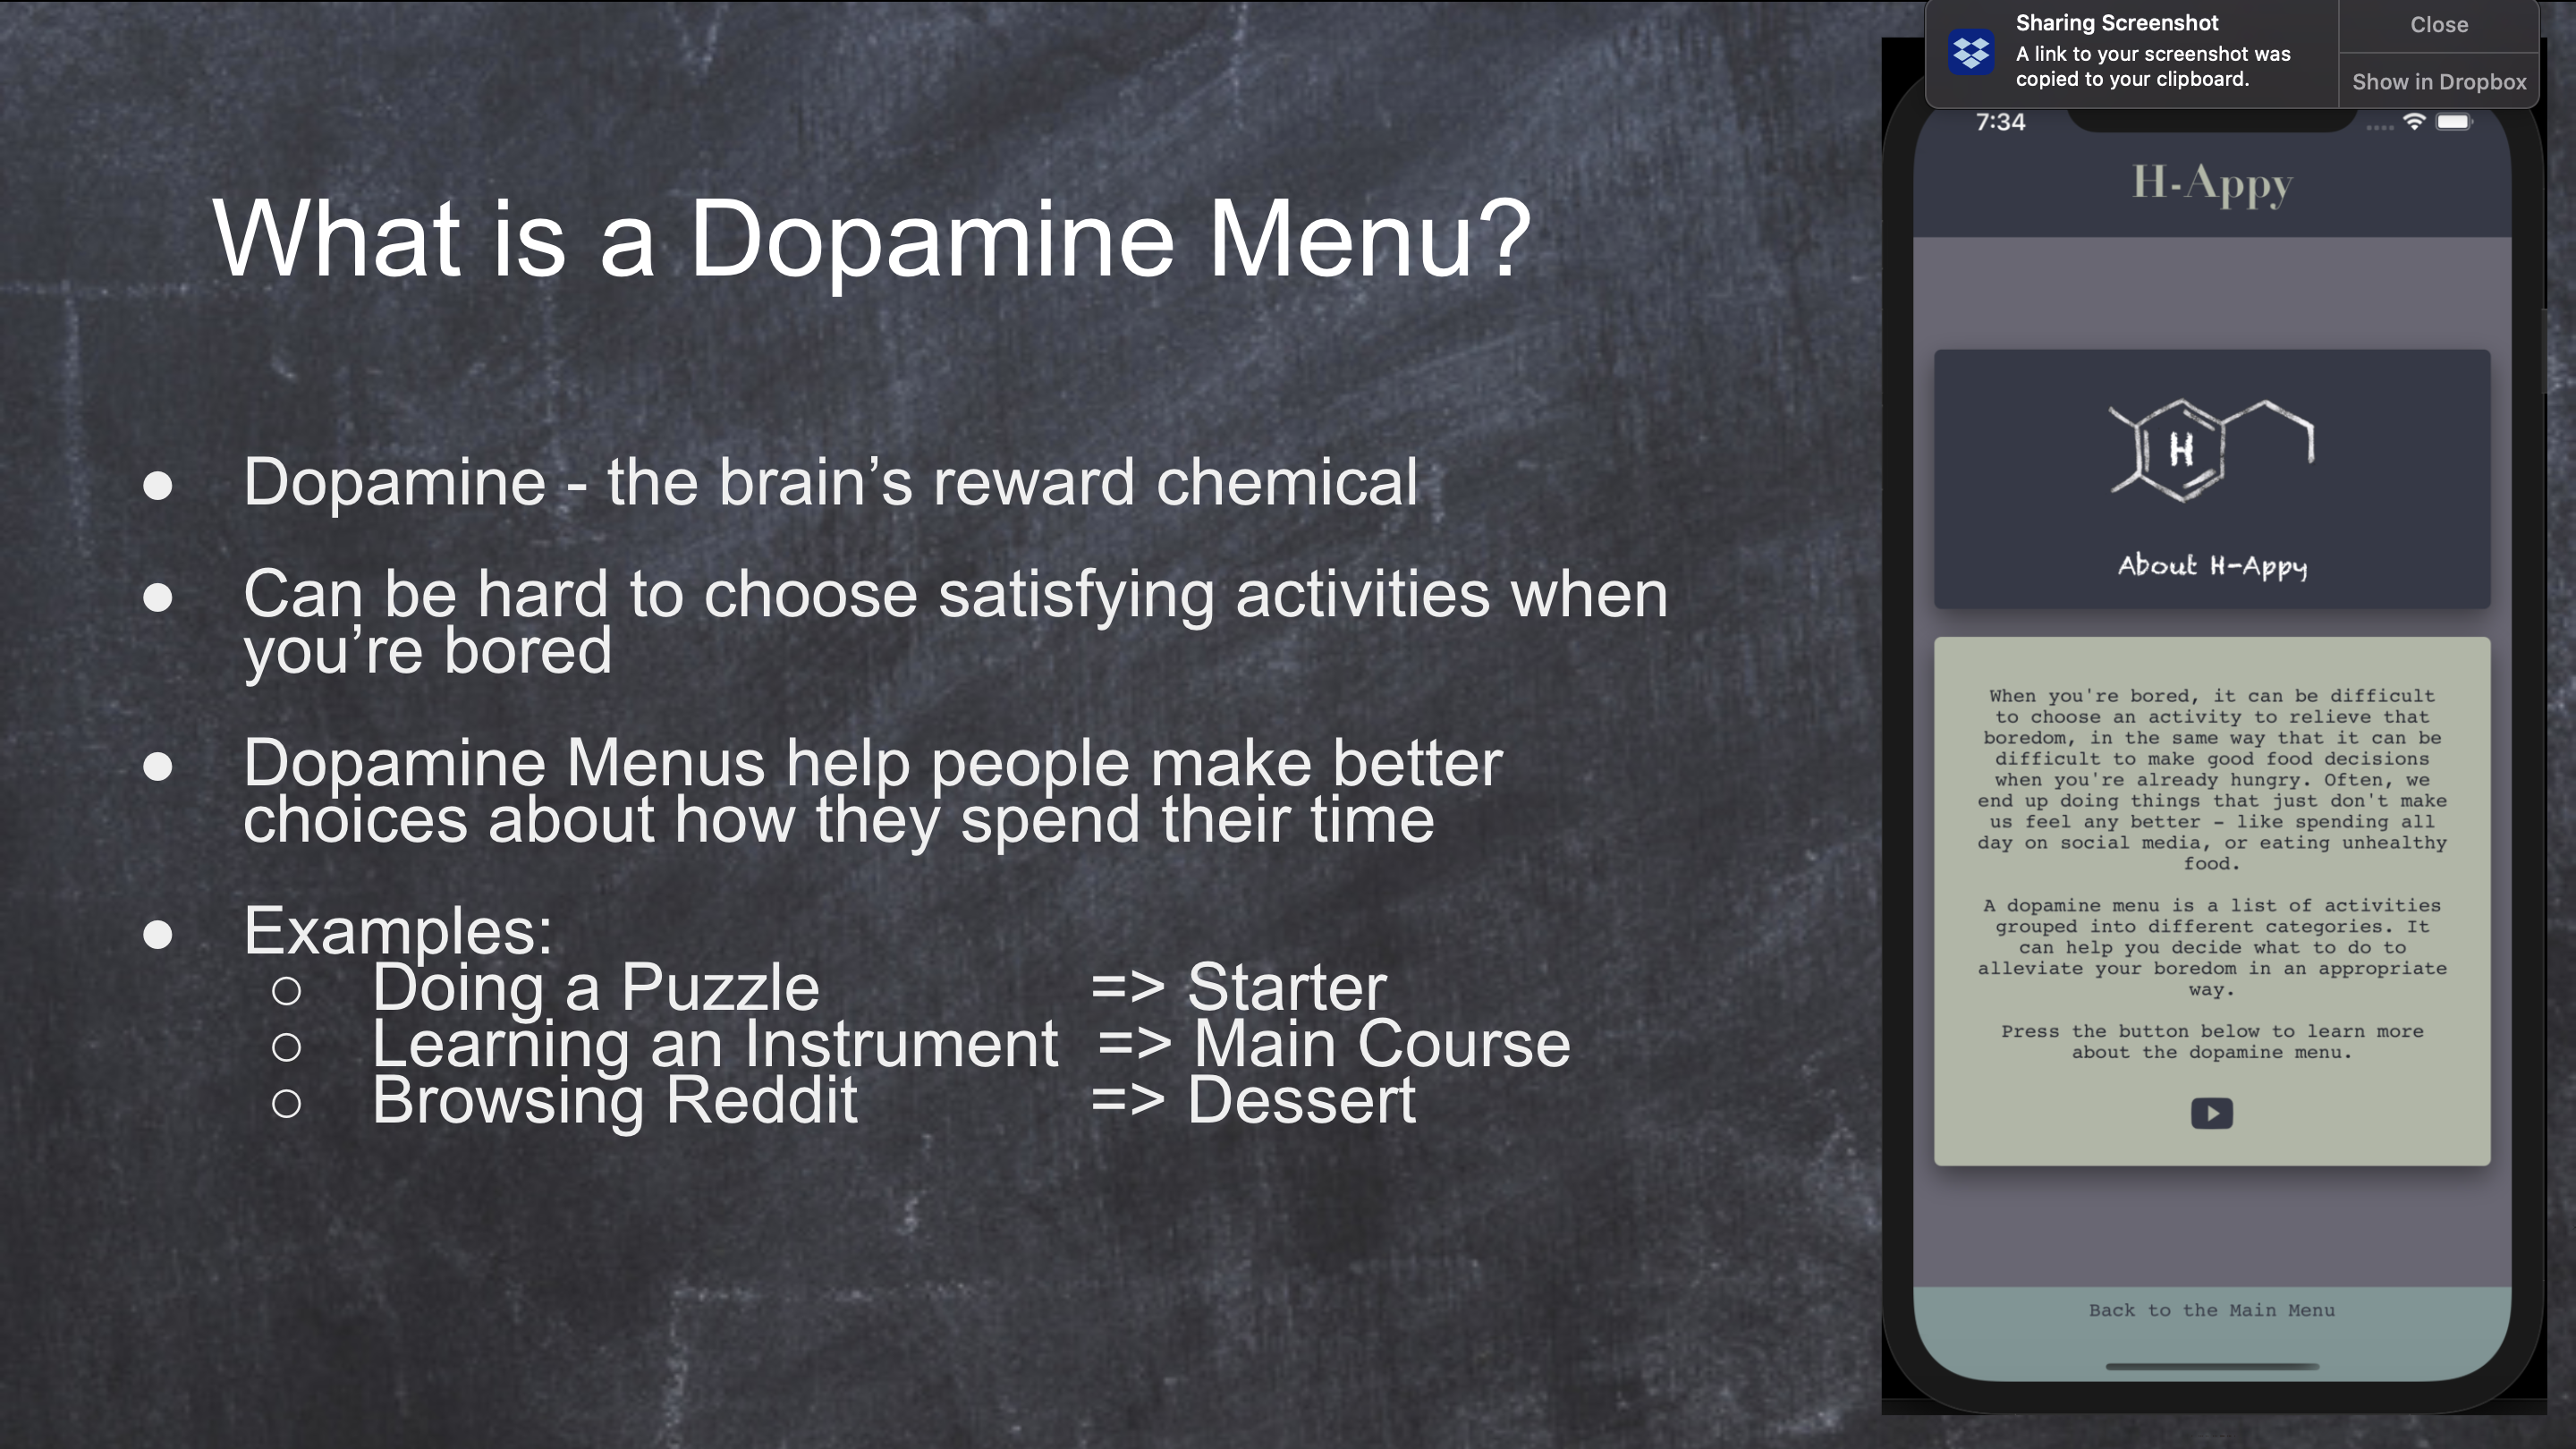 What is a Dopamine Menu?
● Dopamine - the brain’s reward chemical
● Can be hard to choose satisfying activities when
you’re bored
● Dopamine Menus help people make better
choices about how they spend their time
● Examples:
○ Doing a Puzzle => Starter
○ Learning an Instrument => Main Course
○ Browsing Reddit => Dessert
Sharing Screenshot
A link to your screenshot was
copied to your clipboard.
Close
Show in Dropbox
7:34
H-Appy
H
About H-Appy
When you're bored, it can be difficult
to choose an activity to relieve that
boredom, in the same way that it can be
difficult to make good food decisions
when you're already hungry. Often, we
end up doing things that just don't make
us feel any better - like spending all
day on social media, or eating unhealthy
food.
A dopamine menu is a list of activities
grouped into different categories. It
can help you decide what to do to
alleviate your boredom in an appropriate
way.
Press the button below to learn more
about the dopamine menu.
Back to the Main Menu